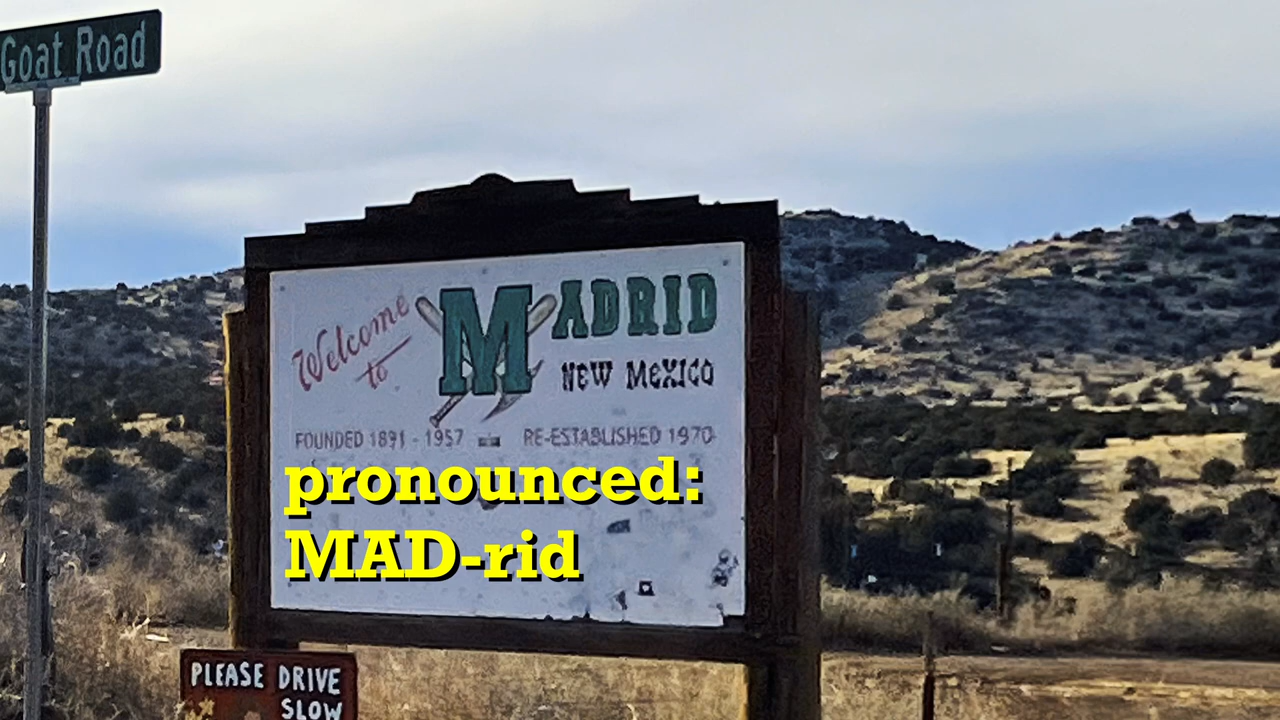 Goat Road
Welcome
to
MADRID
NEW MEXICO
FOUNDED 1891 - 1957
RE-ESTABLISHED 1970
pronounced:
MAD-rid
PLEASE DRIVE
SLOW